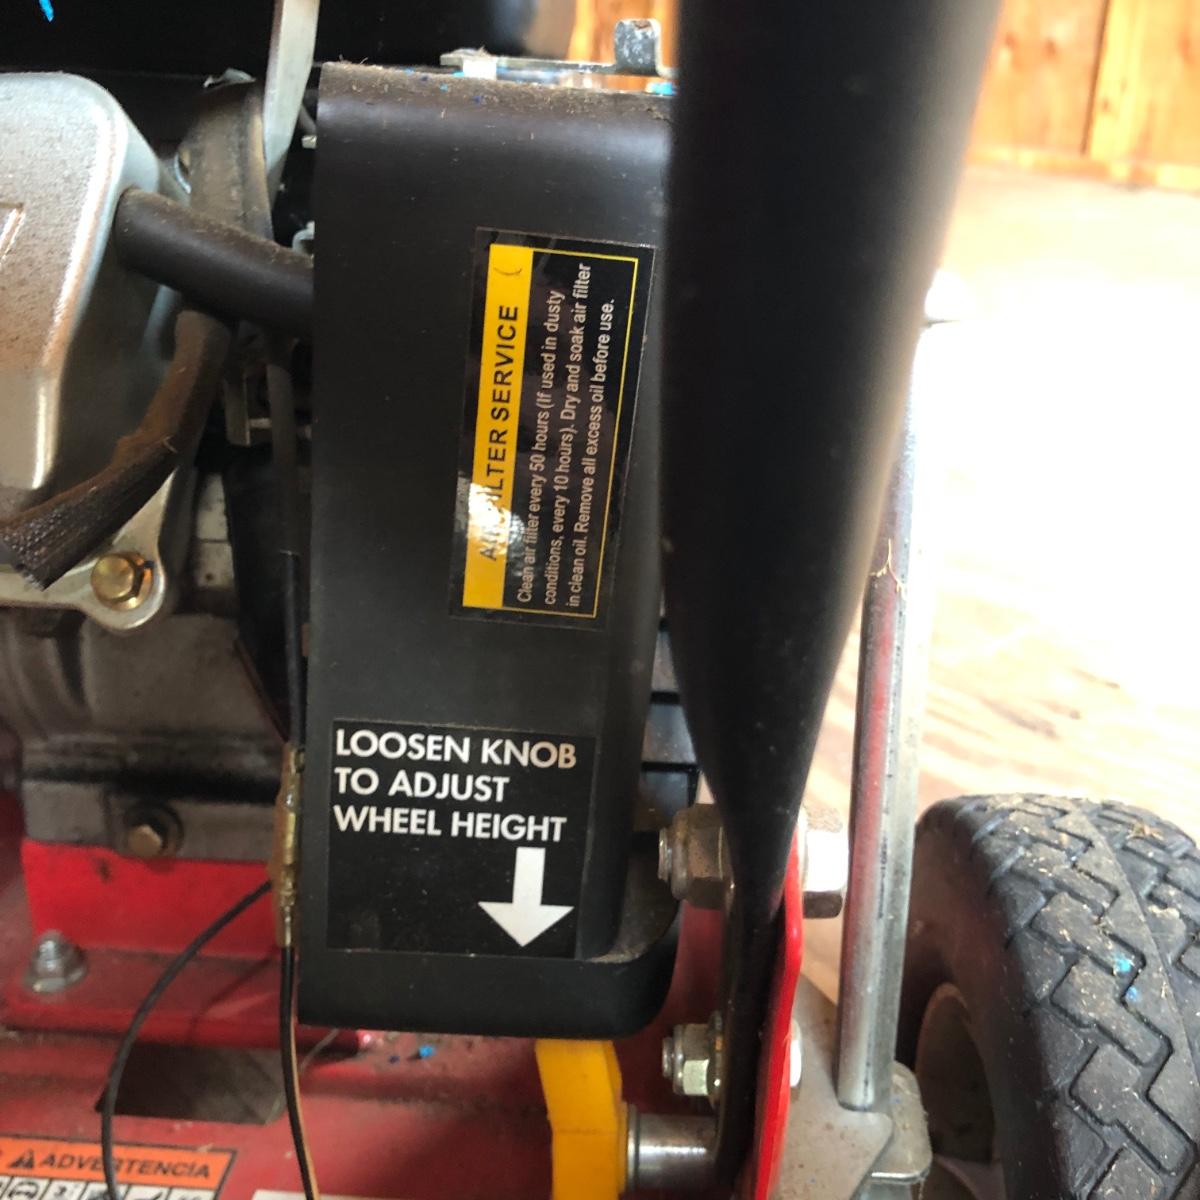 AIR FILTER SERVICE
Clean air filter every 50 hours (If used in dusty
conditions, every 10 hours). Dry and soak air filter
in clean oil. Remove all excess oil before use.
LOOSEN KNOB
TO ADJUST
WHEEL HEIGHT
ADVERTENCIA